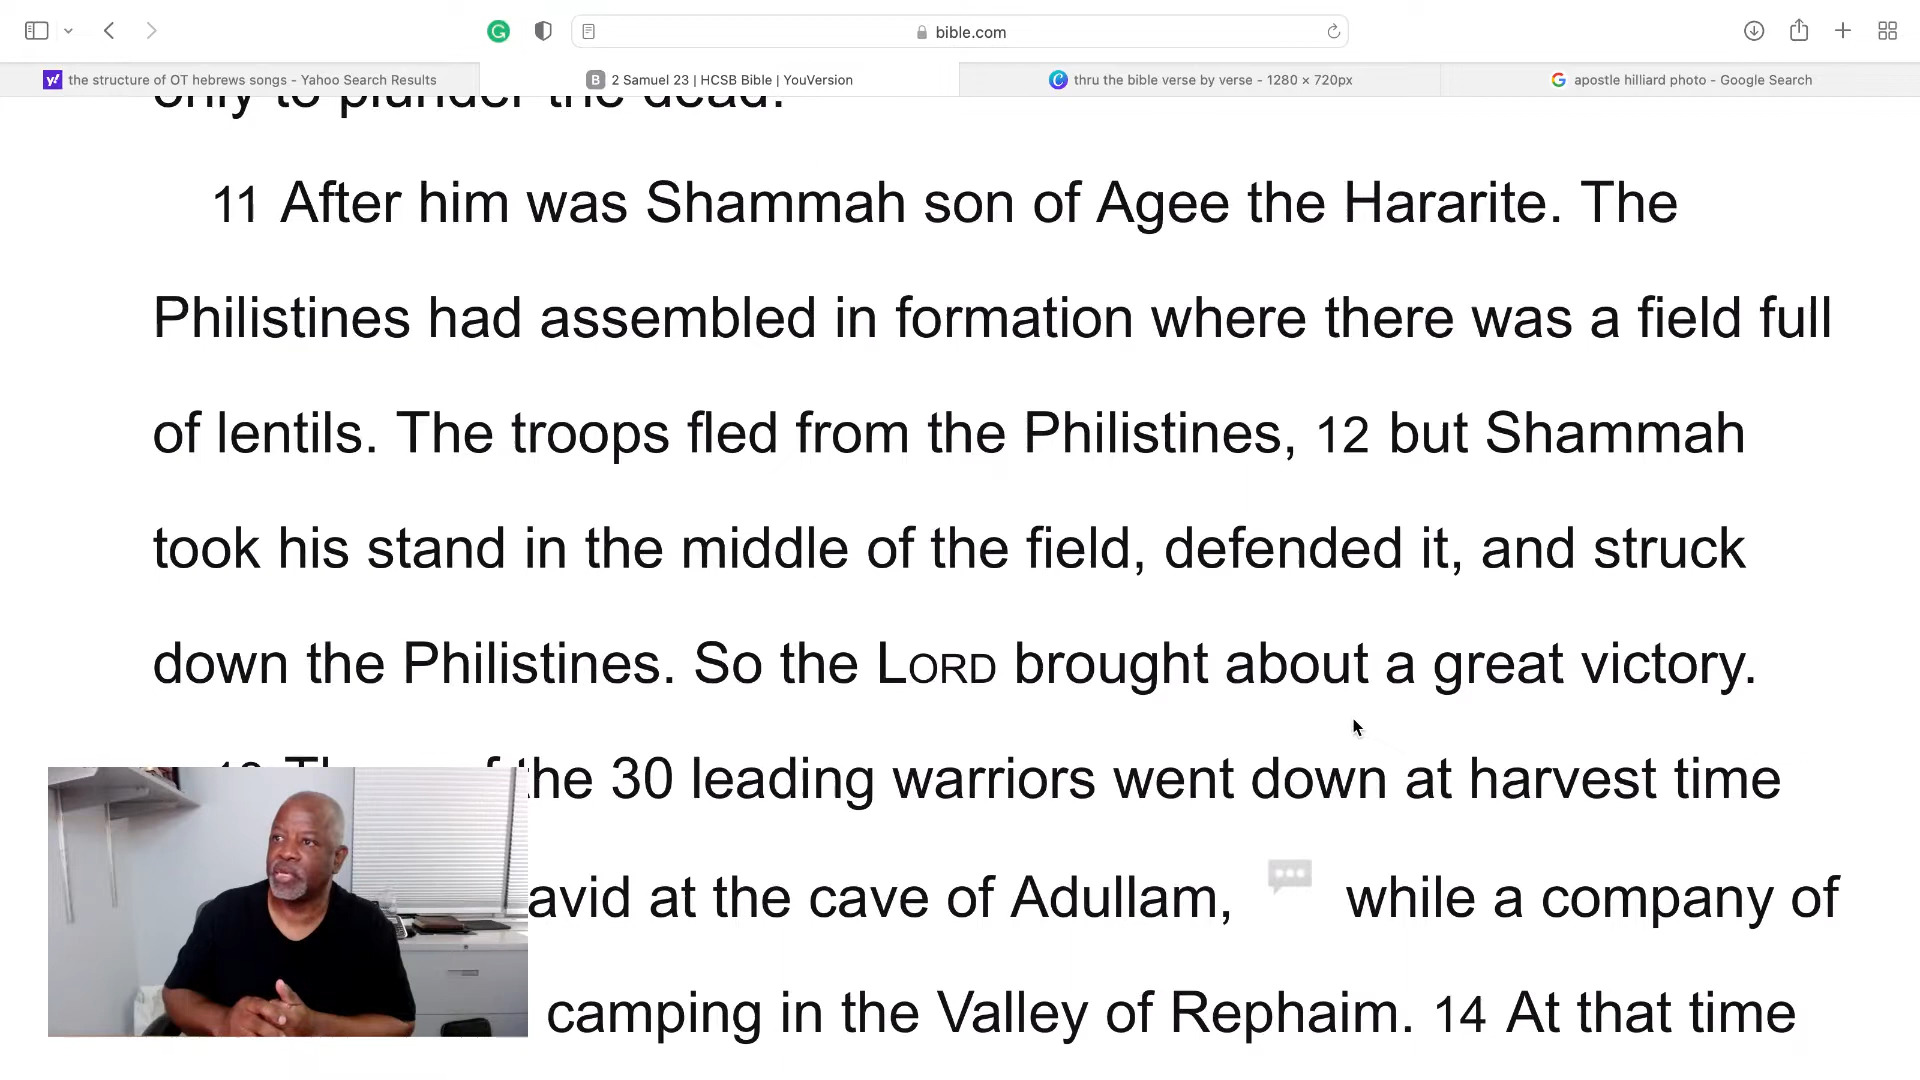 bible.com
the structure of OT hebrews songs - Yahoo Search Results
2 Samuel 23 | HCSB Bible | YouVersion
thru the bible verse by verse - 1280 × 720px
apostle hilliard photo - Google Search
only to plunder the dead.
11 After him was Shammah son of Agee the Hararite. The
Philistines had assembled in formation where there was a field full
of lentils. The troops fled from the Philistines, 12 but Shammah
took his stand in the middle of the field, defended it, and struck
down the Philistines. So the LORD brought about a great victory.
the 30 leading warriors went down at harvest time
avid at the cave of Adullam, while a company of
camping in the Valley of Rephaim. 14 At that time